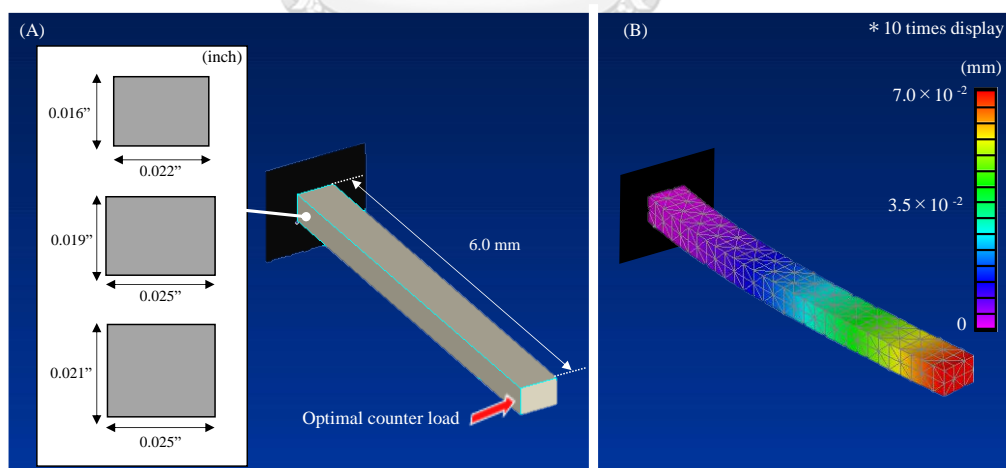 (A)
(inch)
0.016”
0.022”
0.019”
0.025”
0.021”
0.025”
6.0 mm
Optimal counter load
(B)
* 10 times display
(mm)
7.0 × 10 -2
3.5 × 10 -2
0